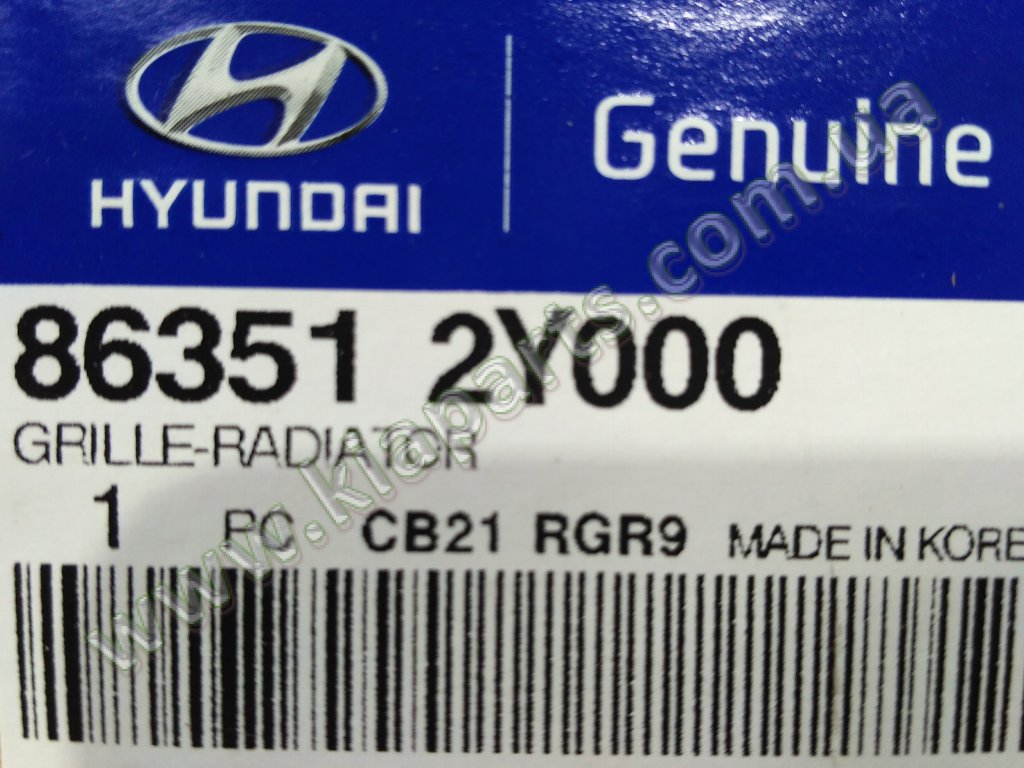 HYUNDAI
Genuine
86351 2Y000
GRILLE-RADIATOR
1 PC CB21 RGR9 MADE IN KORE
www.kiaparts.com.ua